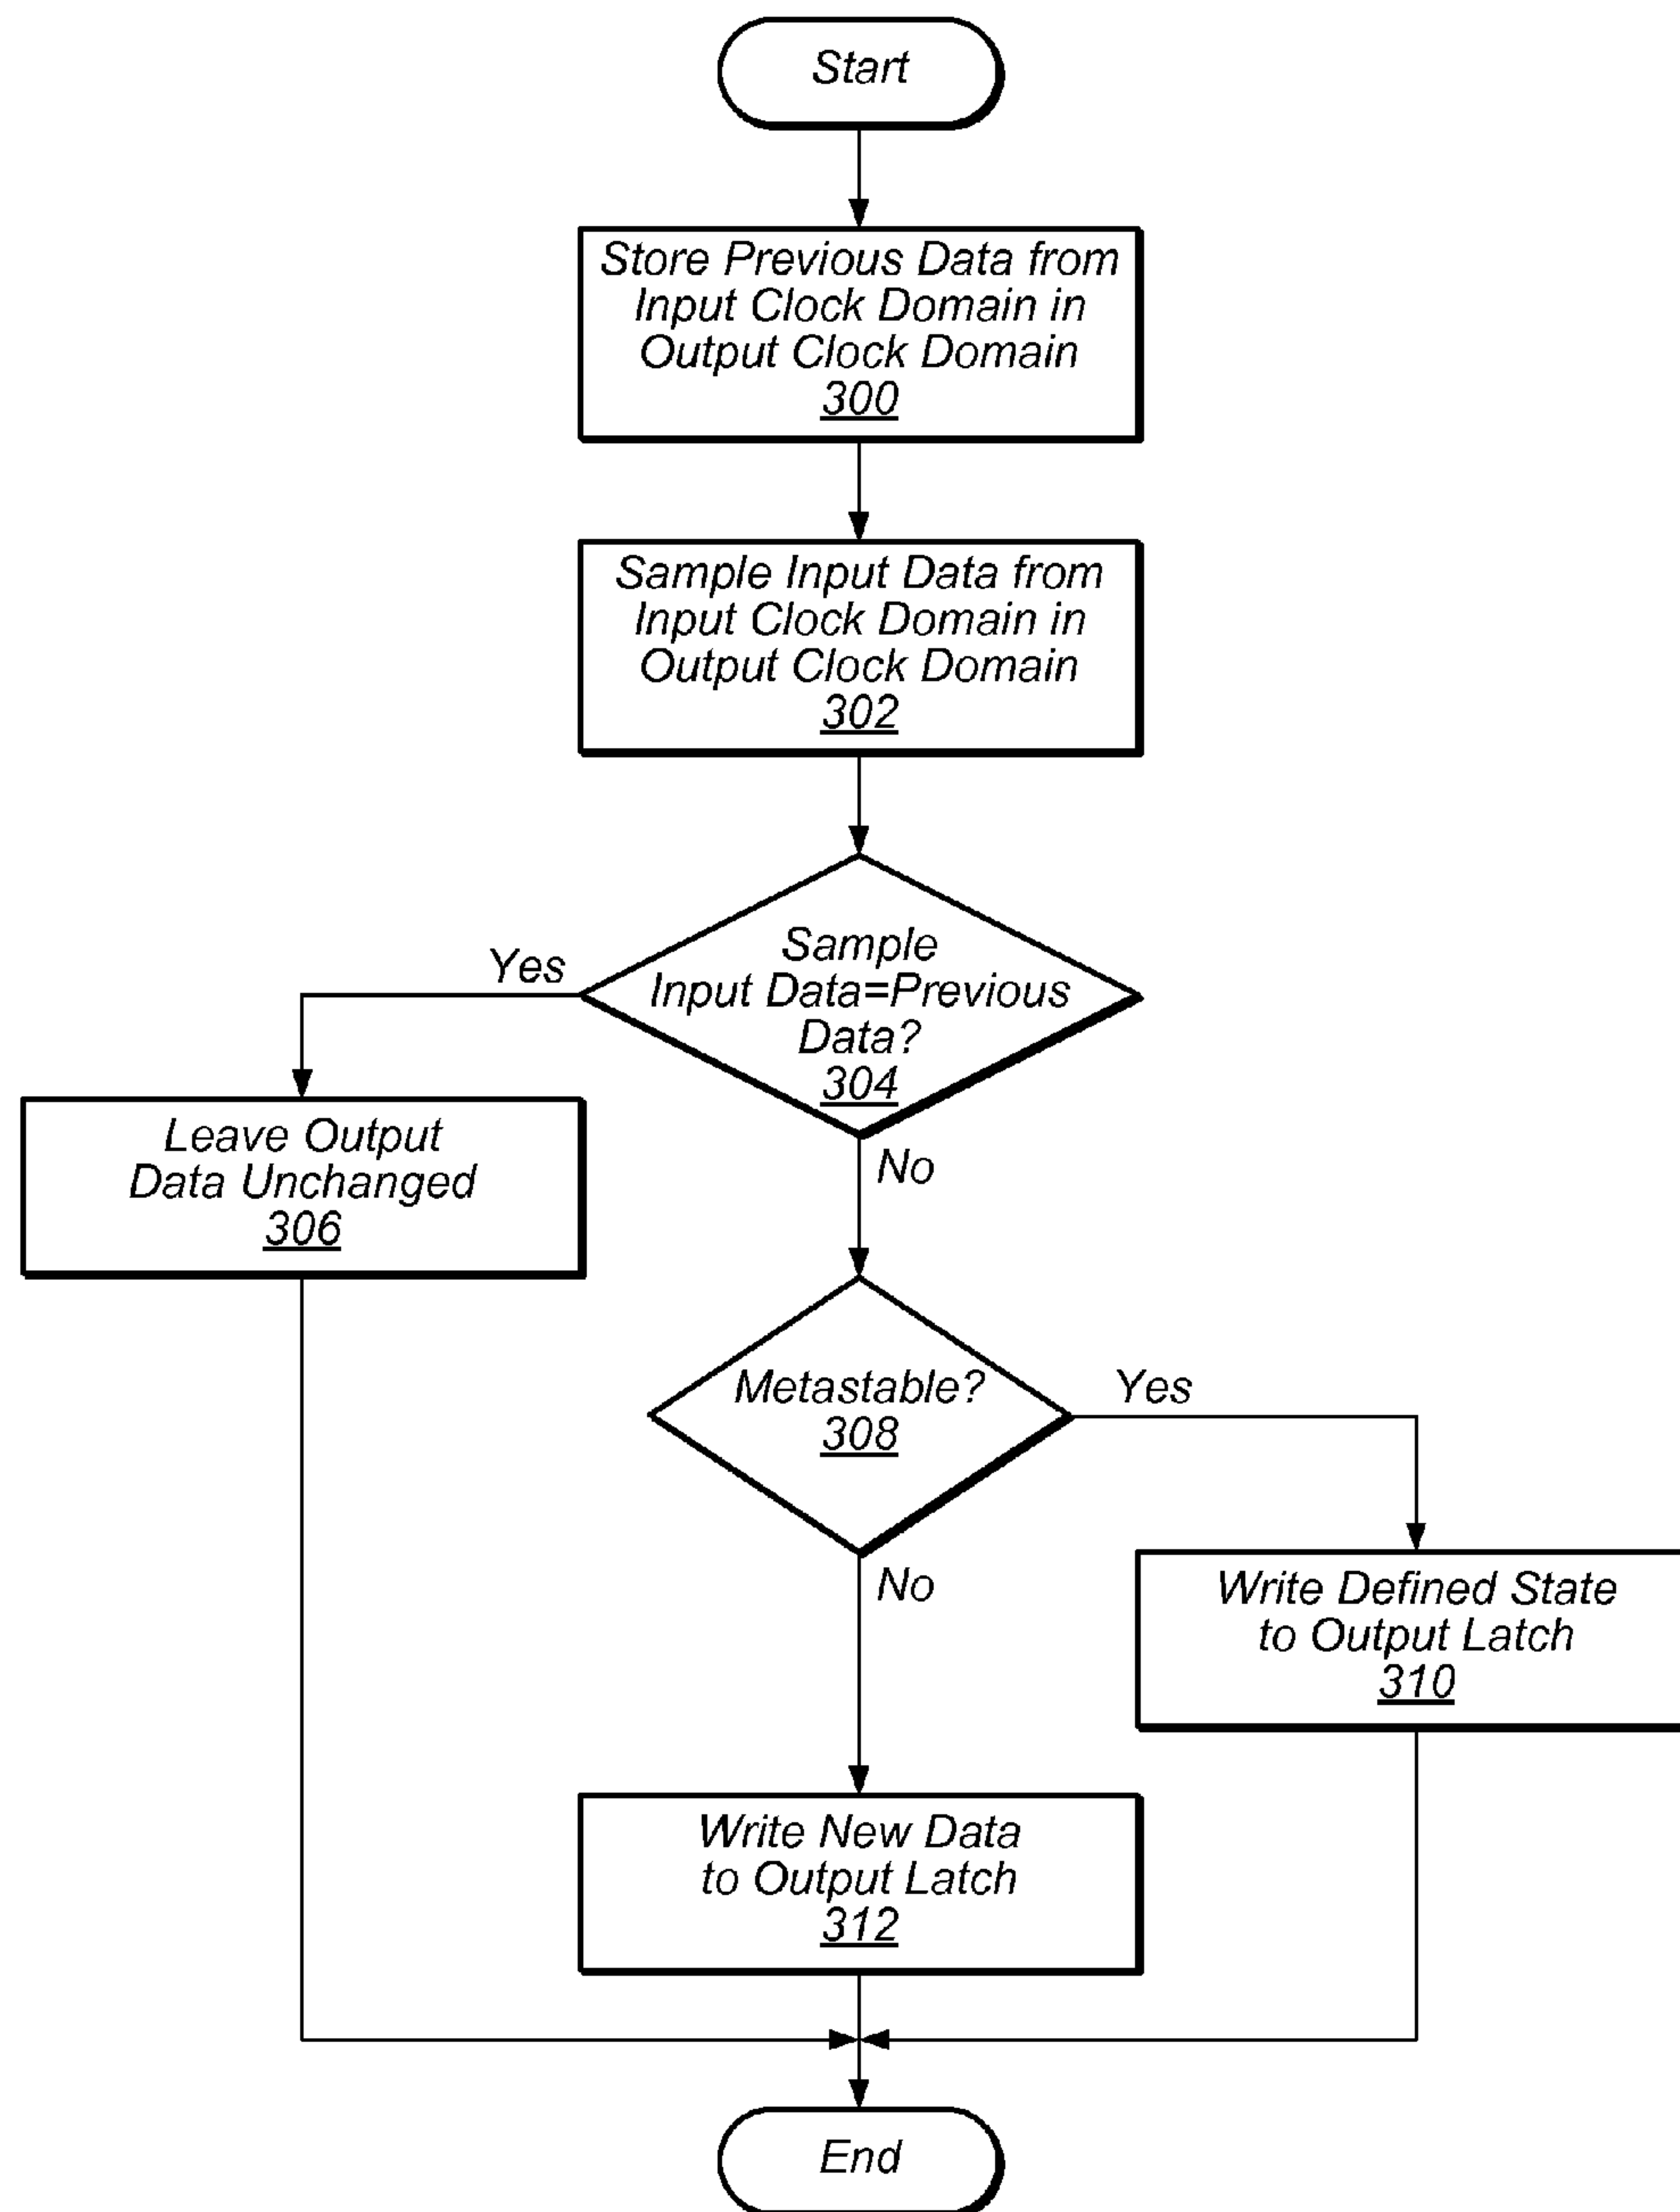 Start
Store Previous Data from
Input Clock Domain in
Output Clock Domain
300
Sample Input Data from
Input Clock Domain in
Output Clock Domain
302
Sample
Input Data=Previous
Data?
304
Yes
No
Leave Output
Data Unchanged
306
Metastable?
308
Yes
No
Write Defined State
to Output Latch
310
Write New Data
to Output Latch
312
End